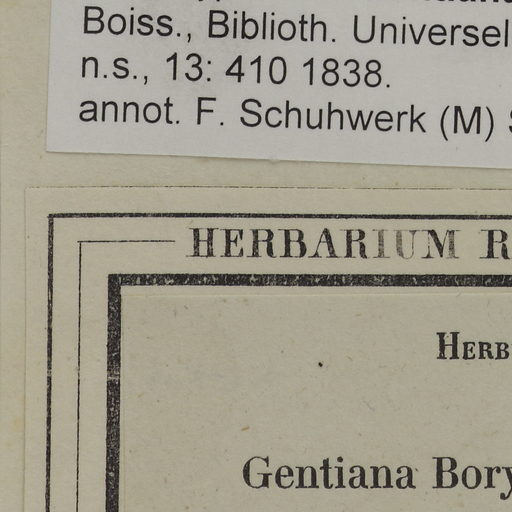 Boiss., Biblioth. Universel
n.s., 13: 410 1838.
annot. F. Schuhwerk (M)
HERBARIUM R
HERB
Gentiana Bory